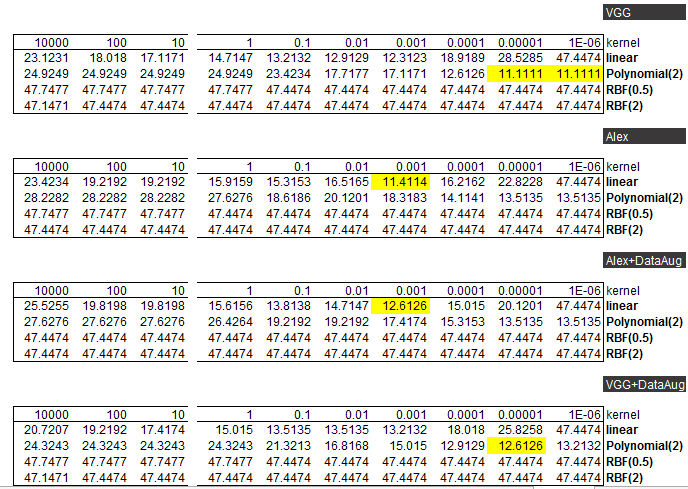 VGG
10000 100 10 1 0.1 0.01 0.001 0.0001 0.00001 1E-06 kernel
23.1231 18.018 17.1171 14.7147 13.2132 12.9129 12.3123 18.9189 28.5285 47.4474 linear
24.9249 24.9249 24.9249 24.9249 23.4234 17.7177 17.1171 12.6126 11.1111 11.1111 Polynomial(2)
47.7477 47.7477 47.7477 47.4474 47.4474 47.4474 47.4474 47.4474 47.4474 47.4474 RBF(0.5)
47.1471 47.4474 47.4474 47.4474 47.4474 47.4474 47.4474 47.4474 47.4474 47.4474 RBF(2)
Alex
10000 100 10 1 0.1 0.01 0.001 0.0001 0.00001 1E-06 kernel
23.4234 19.2192 19.2192 15.9159 15.3153 16.5165 11.4114 16.2162 22.8228 47.4474 linear
28.2282 28.2282 28.2282 27.6276 18.6186 20.1201 18.3183 14.1141 13.5135 13.5135 Polynomial(2)
47.7477 47.7477 47.7477 47.4474 47.4474 47.4474 47.4474 47.4474 47.4474 47.4474 RBF(0.5)
47.4474 47.4474 47.4474 47.4474 47.4474 47.4474 47.4474 47.4474 47.4474 47.4474 RBF(2)
Alex+DataAug
10000 100 10 1 0.1 0.01 0.001 0.0001 0.00001 1E-06 kernel
25.5255 19.8198 19.8198 15.6156 13.8138 14.7147 12.6126 15.015 20.1201 47.4474 linear
27.6276 27.6276 27.6276 26.4264 19.2192 19.2192 17.4174 15.3153 13.5135 13.5135 Polynomial(2)
47.4474 47.4474 47.4474 47.4474 47.4474 47.4474 47.4474 47.4474 47.4474 47.4474 RBF(0.5)
47.4474 47.4474 47.4474 47.4474 47.4474 47.4474 47.4474 47.4474 47.4474 47.4474 RBF(2)
VGG+DataAug
10000 100 10 1 0.1 0.01 0.001 0.0001 0.00001 1E-06 kernel
20.7207 19.2192 17.4174 15.015 13.5135 13.5135 13.2132 18.018 25.8258 47.4474 linear
24.3243 24.3243 24.3243 24.3243 21.3213 16.8168 15.015 12.9129 12.6126 13.2132 Polynomial(2)
47.7477 47.7477 47.7477 47.7477 47.4474 47.4474 47.4474 47.4474 47.4474 47.4474 RBF(0.5)
47.1471 47.4474 47.4474 47.4474 47.4474 47.4474 47.4474 47.4474 47.4474 47.4474 RBF(2)